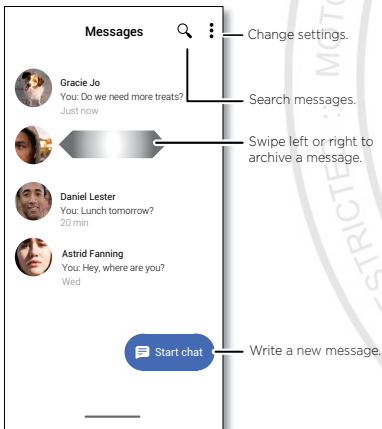 Messages
Change settings.
Gracie Jo
You: Do we need more treats?
Just now
Search messages.
Swipe left or right to
archive a message.
Daniel Lester
You: Lunch tomorrow?
20 min
Astrid Fanning
You: Hey, where are you?
Wed
Start chat
Write a new message.